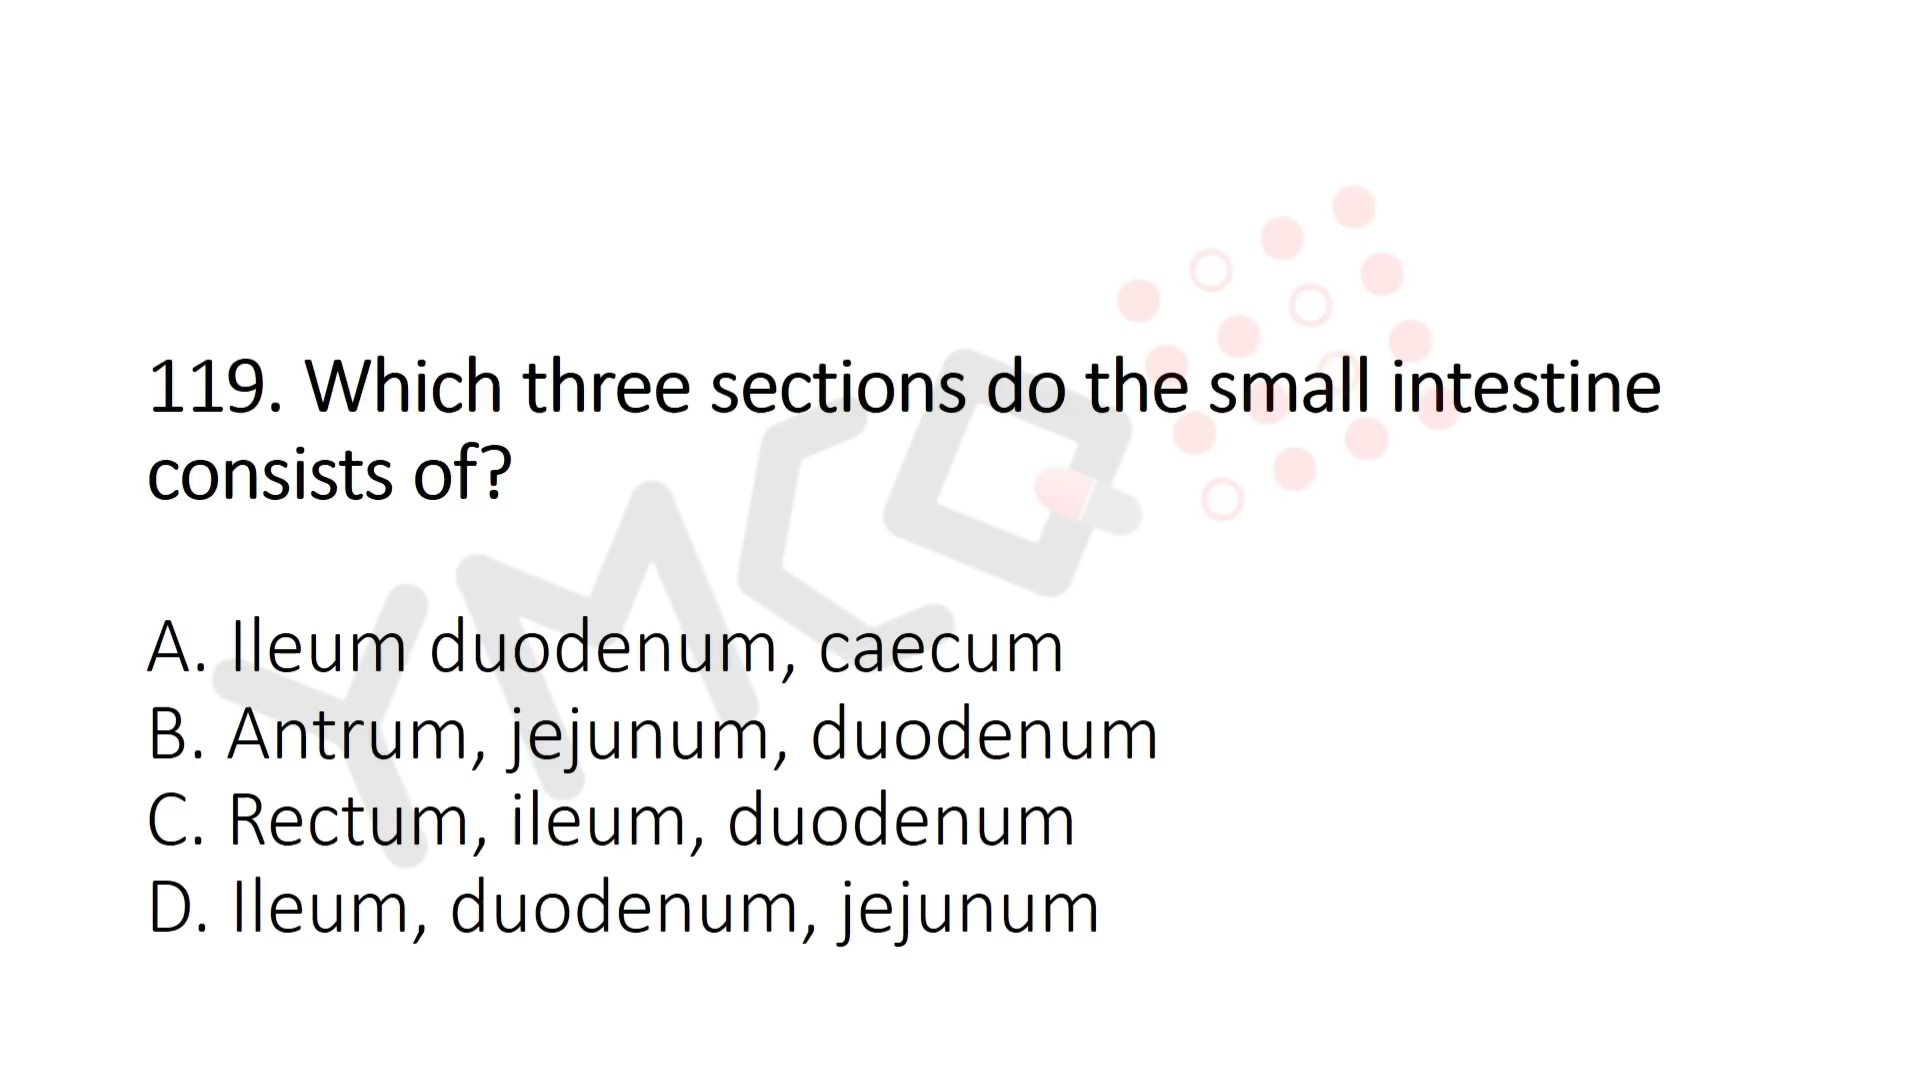 119. Which three sections do the small intestine
consists of?
A. Ileum duodenum, caecum
B. Antrum, jejunum, duodenum
C. Rectum, ileum, duodenum
D. Ileum, duodenum, jejunum
YMCQ